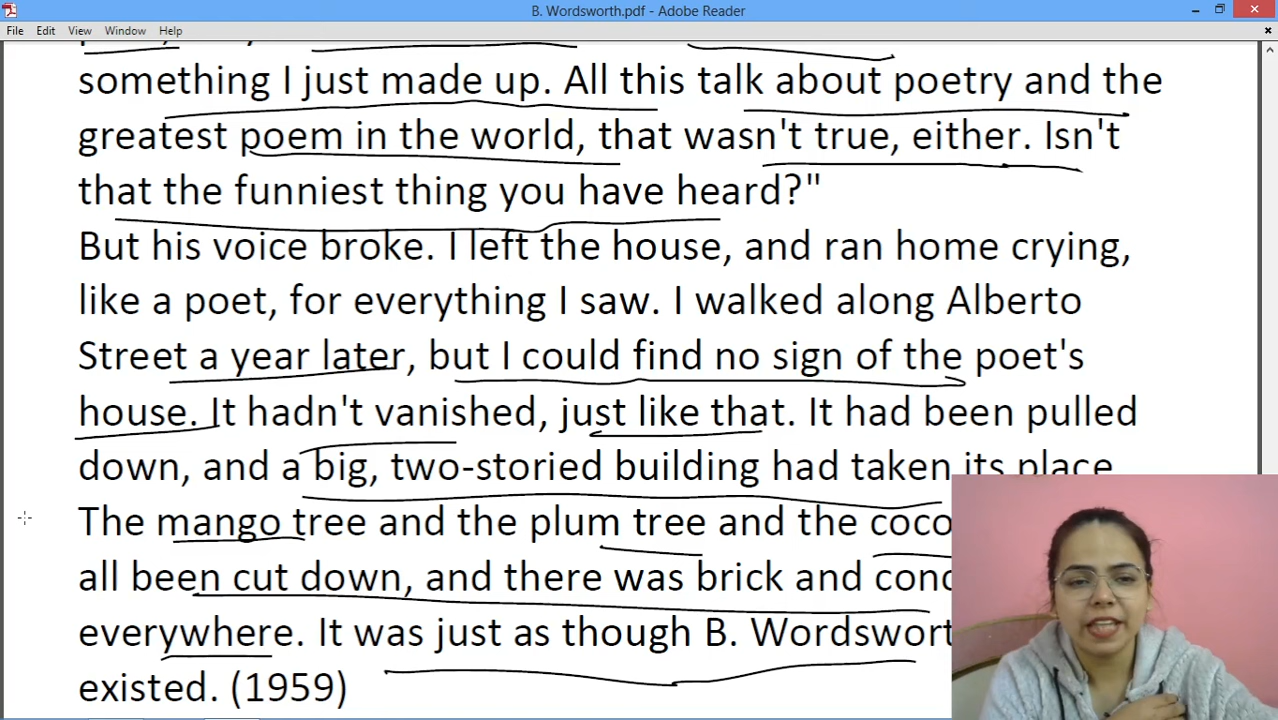 B. Wordsworth.pdf - Adobe Reader
File Edit View Window Help
something I just made up. All this talk about poetry and the
greatest poem in the world, that wasn't true, either. Isn't
that the funniest thing you have heard?"
But his voice broke. I left the house, and ran home crying,
like a poet, for everything I saw. I walked along Alberto
Street a year later, but I could find no sign of the poet's
house. It hadn't vanished, just like that. It had been pulled
down, and a big, two-storied building had taken its place.
The mango tree and the plum tree and the
all been cut down, and there was brick and
everywhere. It was just as though B.
existed. (1959)